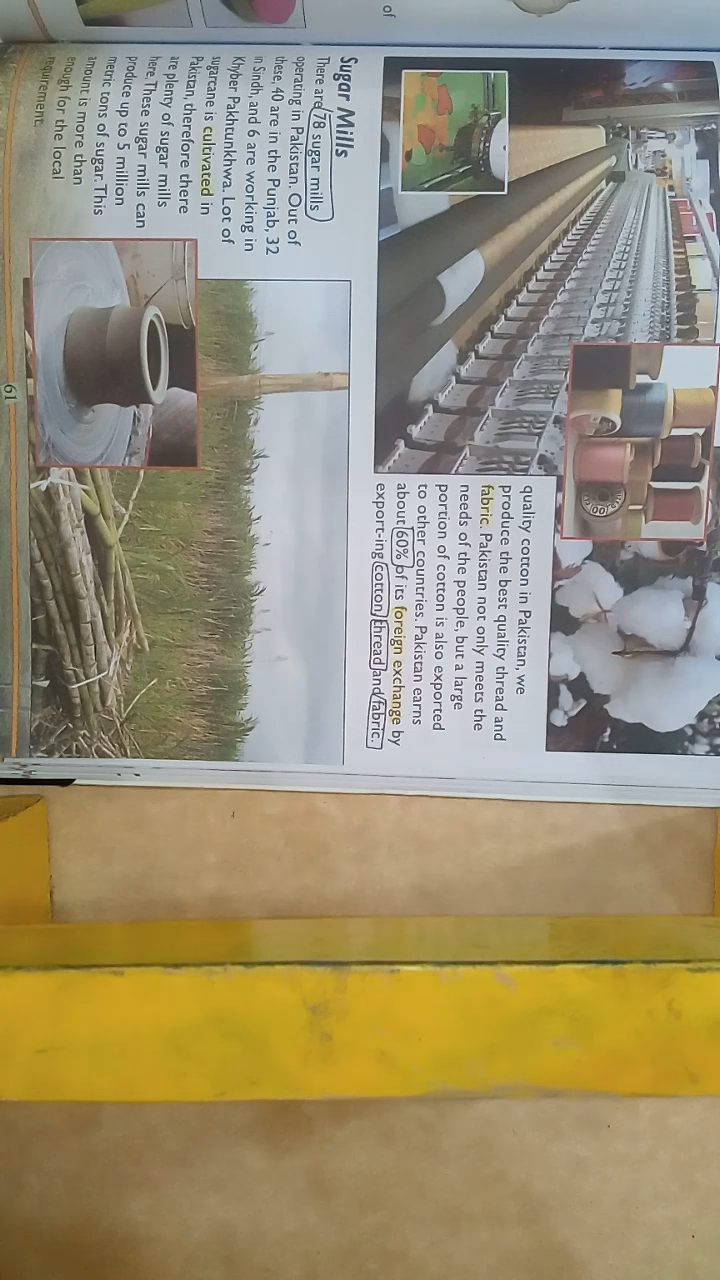 of
quality cotton in Pakistan, we
produce the best quality thread and
fabric. Pakistan not only meets the
needs of the people, but a large
portion of cotton is also exported
to other countries. Pakistan earns
about 60% of its foreign exchange by
export-ing cotton, thread and fabric.
Sugar Mills
There are 78 sugar mills
operating in Pakistan. Out of
these, 40 are in the Punjab, 32
in Sindh, and 6 are working in
Khyber Pakhtunkhwa. Lot of
sugarcane is cultivated in
Pakistan, therefore there
are plenty of sugar mills
here. These sugar mills can
produce up to 5 million
metric tons of sugar. This
amount is more than
enough for the local
requirement.
61